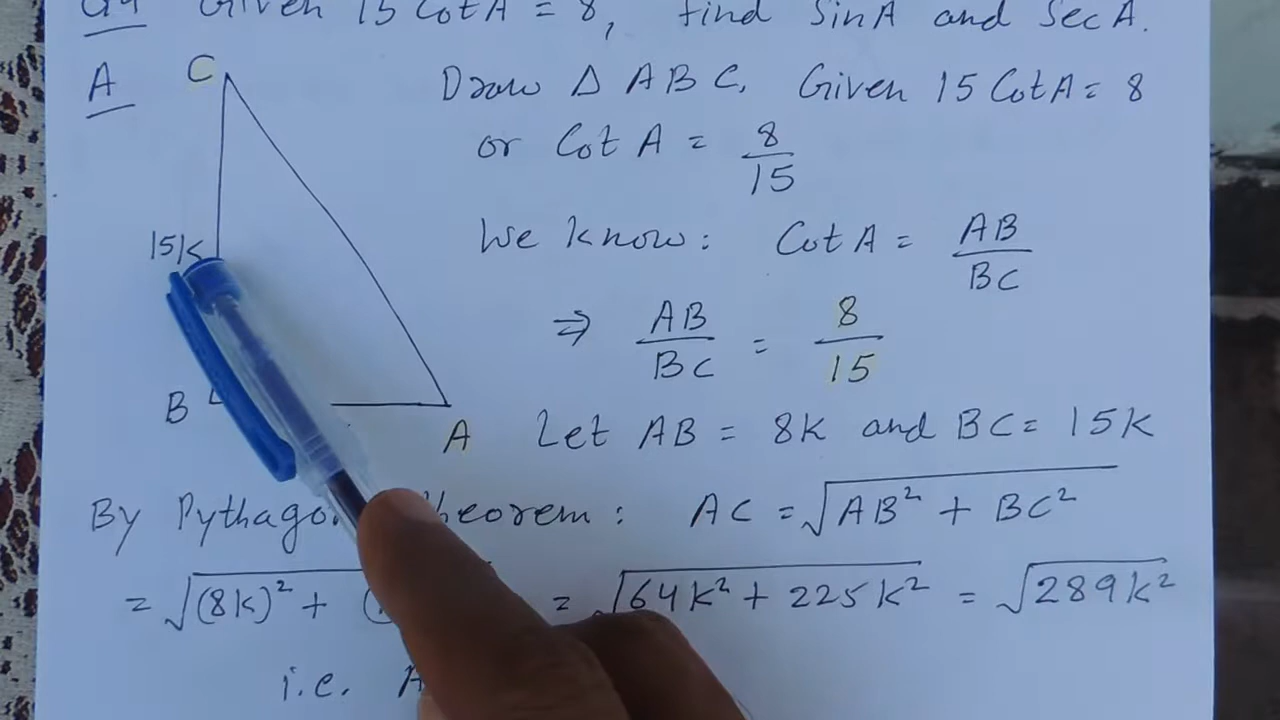 Q4 Given 15 Cot A = 8, find Sin A and Sec A.
A
C
Draw Δ ABC. Given 15 Cot A = 8
or Cot A = 8/15
15k
We know: Cot A = AB/BC
⇒ AB/BC = 8/15
B
A
Let AB = 8k and BC = 15k
By theorem: AC = √(AB² + BC²)
= √((8k)² + ( = √(64k² + 225k²) = √(289k²)
i.e. A